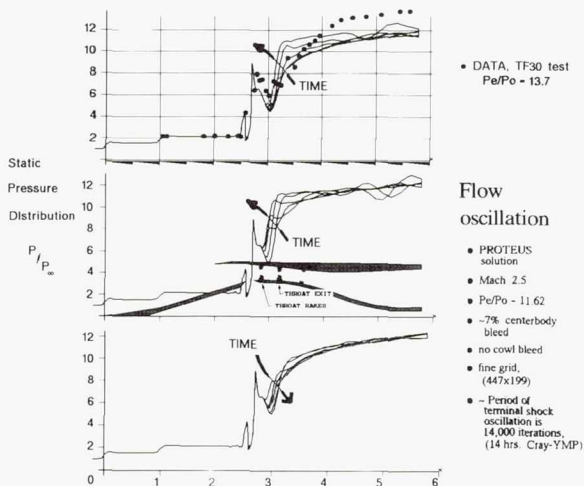 12
10
8
6
4
2
TIME
• DATA, TF30 test
Pe/Po - 13.7
Static
Pressure
Distribution
P/P∞
12
10
8
6
4
2
0
TIME
THROAT EXIT
THROAT RAKES
Flow
oscillation
• PROTEUS
solution
• Mach 2.5
• Pe/Po - 11.62
• ~7% centerbody
bleed
• no cowl bleed
• fine grid,
(447x199)
• ~ Period of
terminal shock
oscillation is
14,000 iterations,
(14 hrs. Cray-YMP)
12
10
8
6
4
2
TIME
0 1 2 3 4 5 6